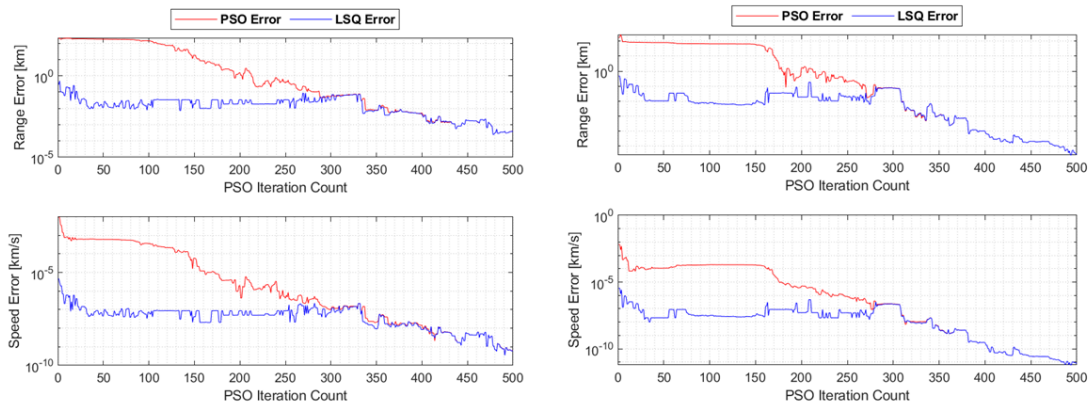 PSO Error LSQ Error
Range Error [km]
10^0
10^-5
0 50 100 150 200 250 300 350 400 450 500
PSO Iteration Count
Speed Error [km/s]
10^-5
10^-10
0 50 100 150 200 250 300 350 400 450 500
PSO Iteration Count
PSO Error LSQ Error
Range Error [km]
10^0
0 50 100 150 200 250 300 350 400 450 500
PSO Iteration Count
Speed Error [km/s]
10^0
10^-5
10^-10
0 50 100 150 200 250 300 350 400 450 500
PSO Iteration Count